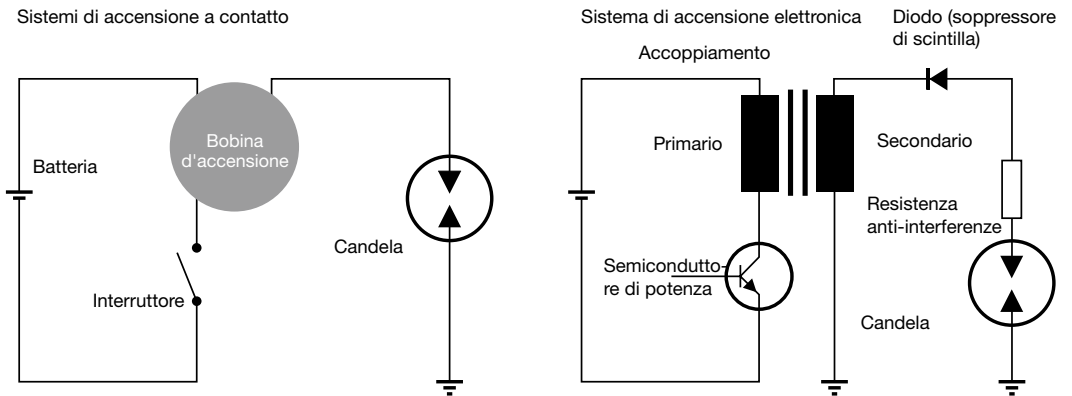 Sistemi di accensione a contatto
Bobina
d'accensione
Batteria
Candela
Interruttore
Sistema di accensione elettronica
Diodo (soppressore
di scintilla)
Accoppiamento
Primario
Secondario
Resistenza
anti-interferenze
Semicondutto-
re di potenza
Candela